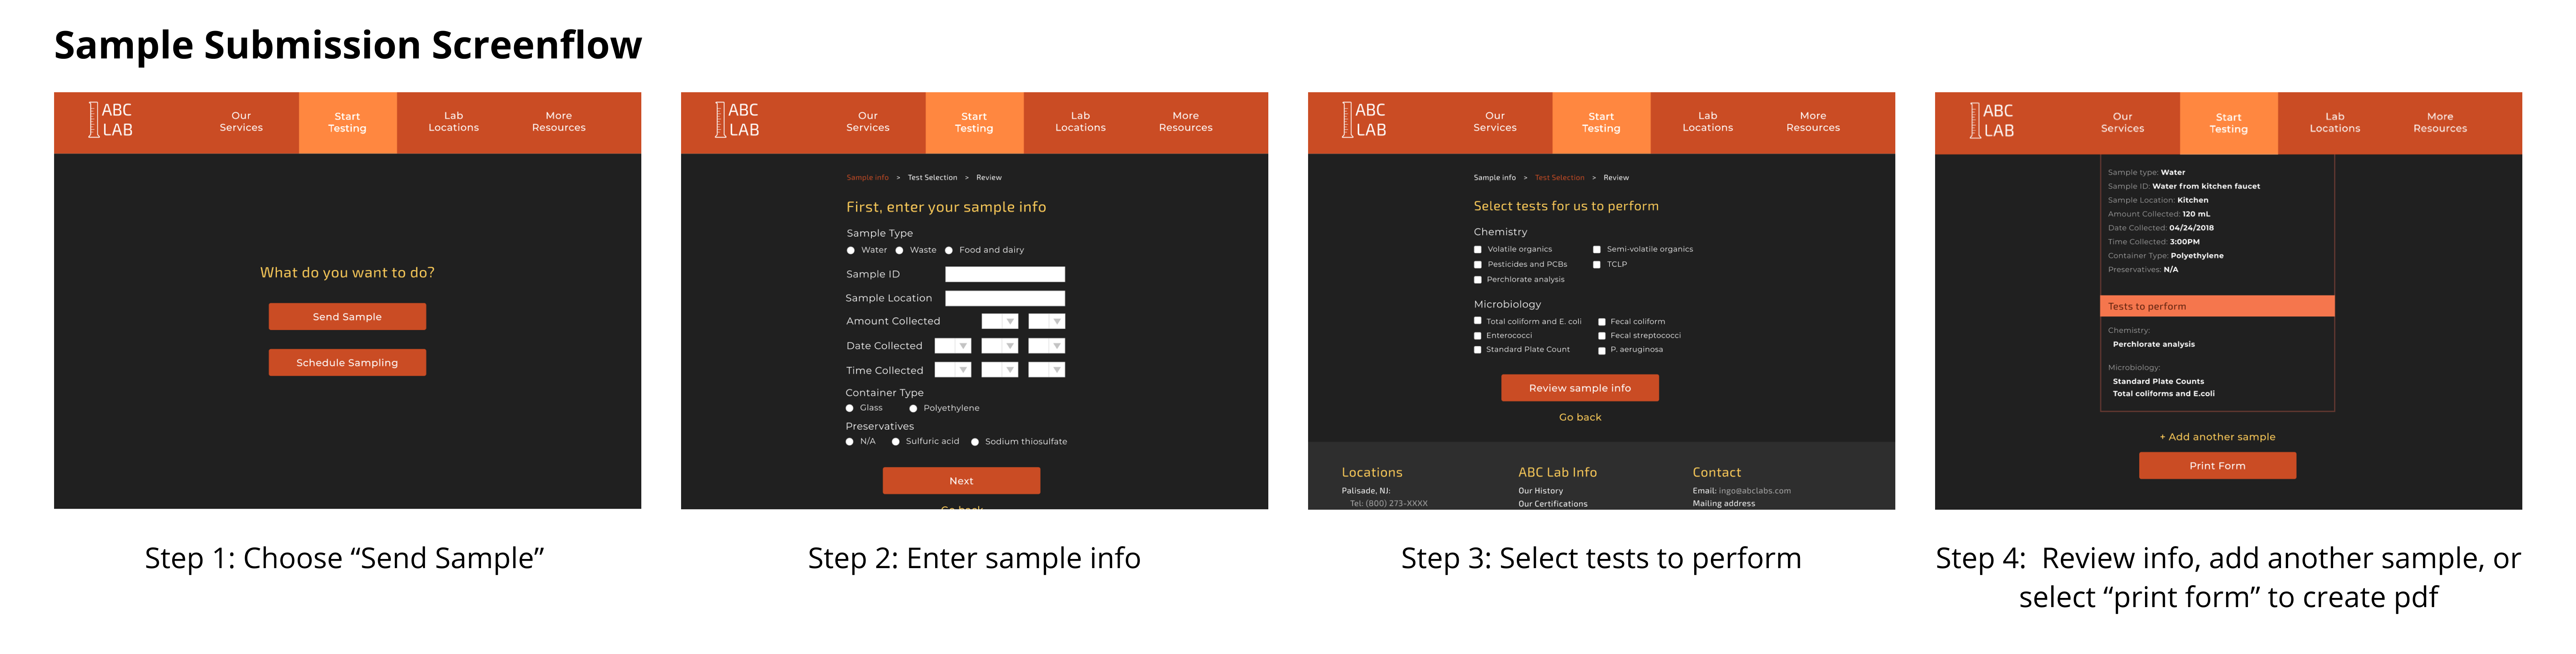 Sample Submission Screenflow
ABC
LAB
Our
Services
Start
Testing
Lab
Locations
More
Resources
What do you want to do?
Send Sample
Schedule Sampling
Step 1: Choose “Send Sample”
ABC
LAB
Our
Services
Start
Testing
Lab
Locations
More
Resources
Sample info > Test Selection > Review
First, enter your sample info
Sample Type
Water Waste Food and dairy
Sample ID
Sample Location
Amount Collected
Date Collected
Time Collected
Container Type
Glass Polyethylene
Preservatives
N/A Sulfuric acid Sodium thiosulfate
Next
Go back
Step 2: Enter sample info
ABC
LAB
Our
Services
Start
Testing
Lab
Locations
More
Resources
Sample info > Test Selection > Review
Select tests for us to perform
Chemistry
Volatile organics Semi-volatile organics
Pesticides and PCBs TCLP
Perchlorate analysis
Microbiology
Total coliform and E. coli Fecal coliform
Enterococci Fecal streptococci
Standard Plate Count P. aeruginosa
Review sample info
Go back
Locations ABC Lab Info Contact
Palisade, NJ: Our History Email: ingo@abclabs.com
Tel: (800) 273-XXXX Our Certifications Mailing address
Step 3: Select tests to perform
ABC
LAB
Our
Services
Start
Testing
Lab
Locations
More
Resources
Sample type: Water
Sample ID: Water from kitchen faucet
Sample Location: Kitchen
Amount Collected: 120 mL
Date Collected: 04/24/2018
Time Collected: 3:00PM
Container Type: Polyethylene
Preservatives: N/A
Tests to perform
Chemistry:
Perchlorate analysis
Microbiology:
Standard Plate Counts
Total coliforms and E.coli
+ Add another sample
Print Form
Step 4: Review info, add another sample, or
select “print form” to create pdf